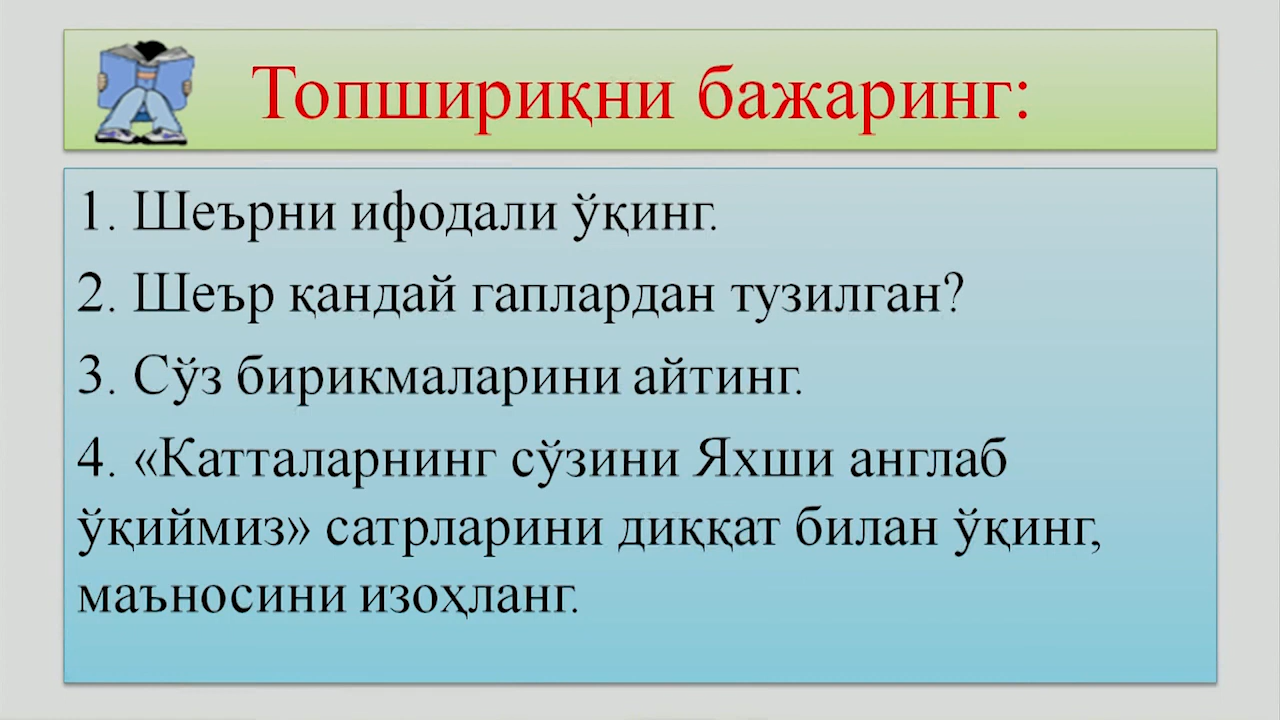 Топшириқни бажаринг:
1. Шеърни ифодали ўқинг.
2. Шеър қандай гаплардан тузилган?
3. Сўз бирикмаларини айтинг.
4. «Катталарнинг сўзини Яхши англаб
ўқиймиз» сатрларини диққат билан ўқинг,
маъносини изоҳланг.